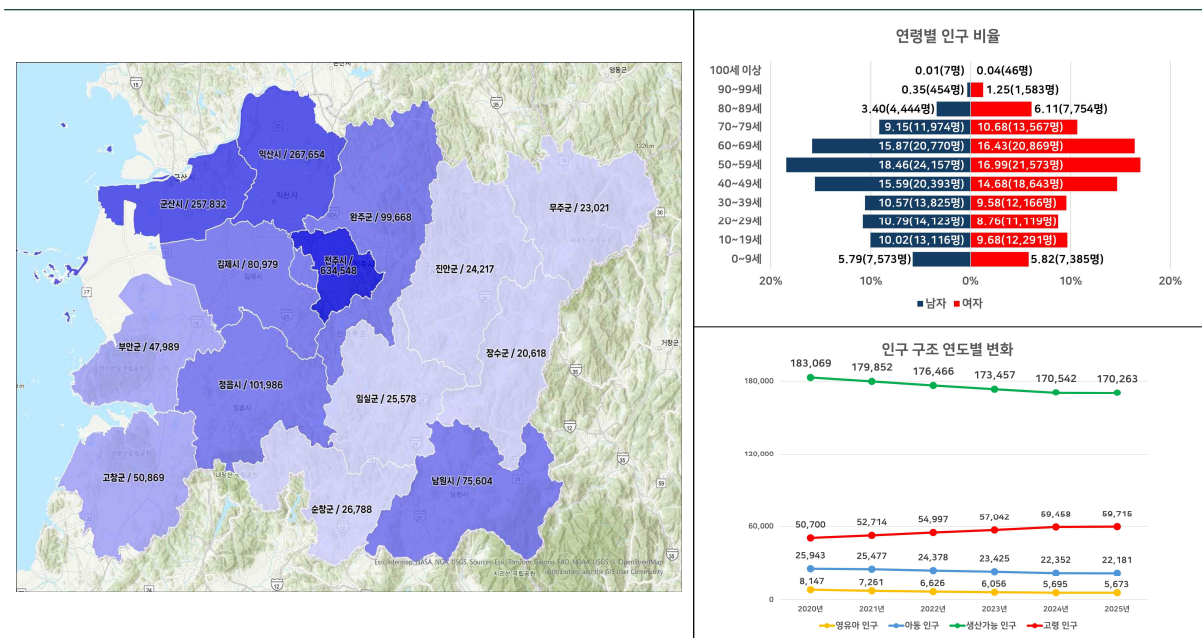 익산시 / 267,654
군산시 / 257,832
완주군 / 99,668
무주군 / 23,021
김제시 / 80,979
전주시 /
634,548
진안군 / 24,217
부안군 / 47,989
장수군 / 20,618
정읍시 / 101,986
임실군 / 25,578
고창군 / 50,869
남원시 / 75,604
순창군 / 26,788
연령별 인구 비율
100세 이상 0.01(7명) 0.04(46명)
90~99세 0.35(454명) 1.25(1,583명)
80~89세 3.40(4,444명) 6.11(7,754명)
70~79세 9.15(11,974명) 10.68(13,567명)
60~69세 15.87(20,770명) 16.43(20,869명)
50~59세 18.46(24,157명) 16.99(21,573명)
40~49세 15.59(20,393명) 14.68(18,643명)
30~39세 10.57(13,825명) 9.58(12,166명)
20~29세 10.79(14,123명) 8.76(11,119명)
10~19세 10.02(13,116명) 9.68(12,291명)
0~9세 5.79(7,573명) 5.82(7,385명)
20% 10% 0% 10% 20%
남자 여자
인구 구조 연도별 변화
183,069 179,852 176,466 173,457 170,542 170,263
180,000
120,000
60,000
50,700 52,714 54,997 57,042 59,458 59,715
25,943 25,477 24,378 23,425 22,352 22,181
8,147 7,261 6,626 6,056 5,695 5,673
0
2020년 2021년 2022년 2023년 2024년 2025년
영유아 인구 아동 인구 생산가능 인구 고령 인구